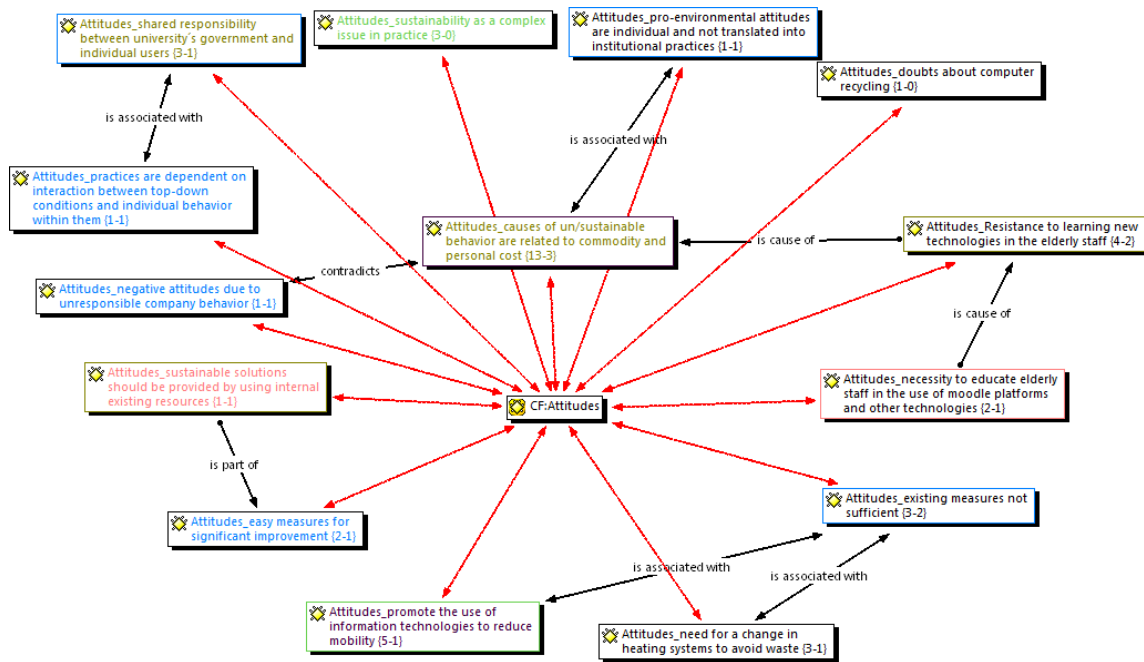 Attitudes_shared responsibility
between university´s government and
individual users {3-1}
Attitudes_sustainability as a complex
issue in practice {3-0}
Attitudes_pro-environmental attitudes
are individual and not translated into
institutional practices {1-1}
Attitudes_doubts about computer
recycling {1-0}
is associated with
is associated with
Attitudes_practices are dependent on
interaction between top-down
conditions and individual behavior
within them {1-1}
Attitudes_causes of un/sustainable
behavior are related to commodity and
personal cost {13-3}
is cause of
Attitudes_Resistance to learning new
technologies in the elderly staff {4-2}
contradicts
Attitudes_negative attitudes due to
unresponsible company behavior {1-1}
is cause of
Attitudes_sustainable solutions
should be provided by using internal
existing resources {1-1}
CF:Attitudes
Attitudes_necessity to educate elderly
staff in the use of moodle platforms
and other technologies {2-1}
is part of
Attitudes_easy measures for
significant improvement {2-1}
Attitudes_existing measures not
sufficient {3-2}
is associated with
is associated with
Attitudes_promote the use of
information technologies to reduce
mobility {5-1}
Attitudes_need for a change in
heating systems to avoid waste {3-1}